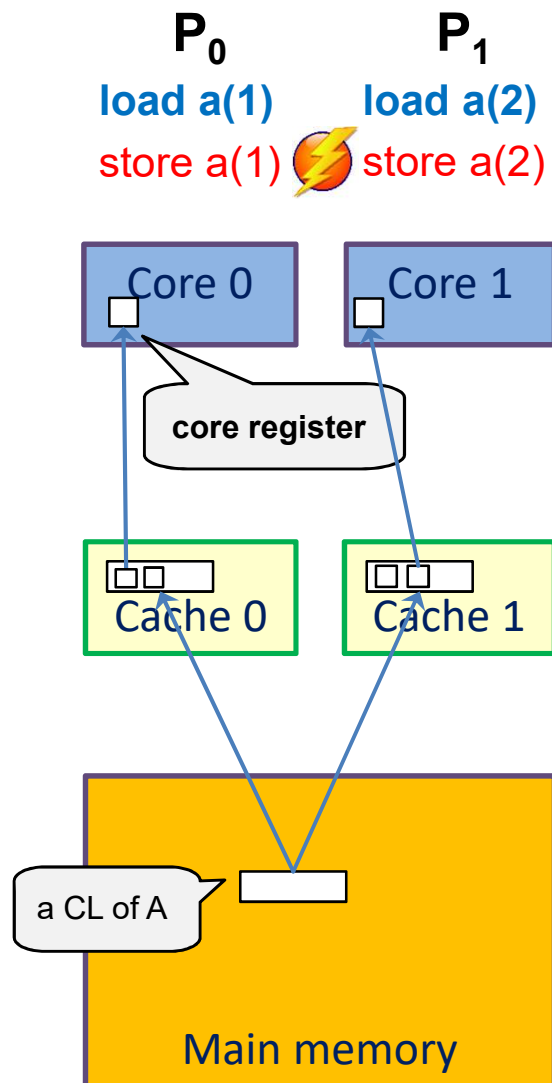 P0 P1
load a(1) load a(2)
store a(1) store a(2)
Core 0 Core 1
core register
Cache 0 Cache 1
a CL of A
Main memory